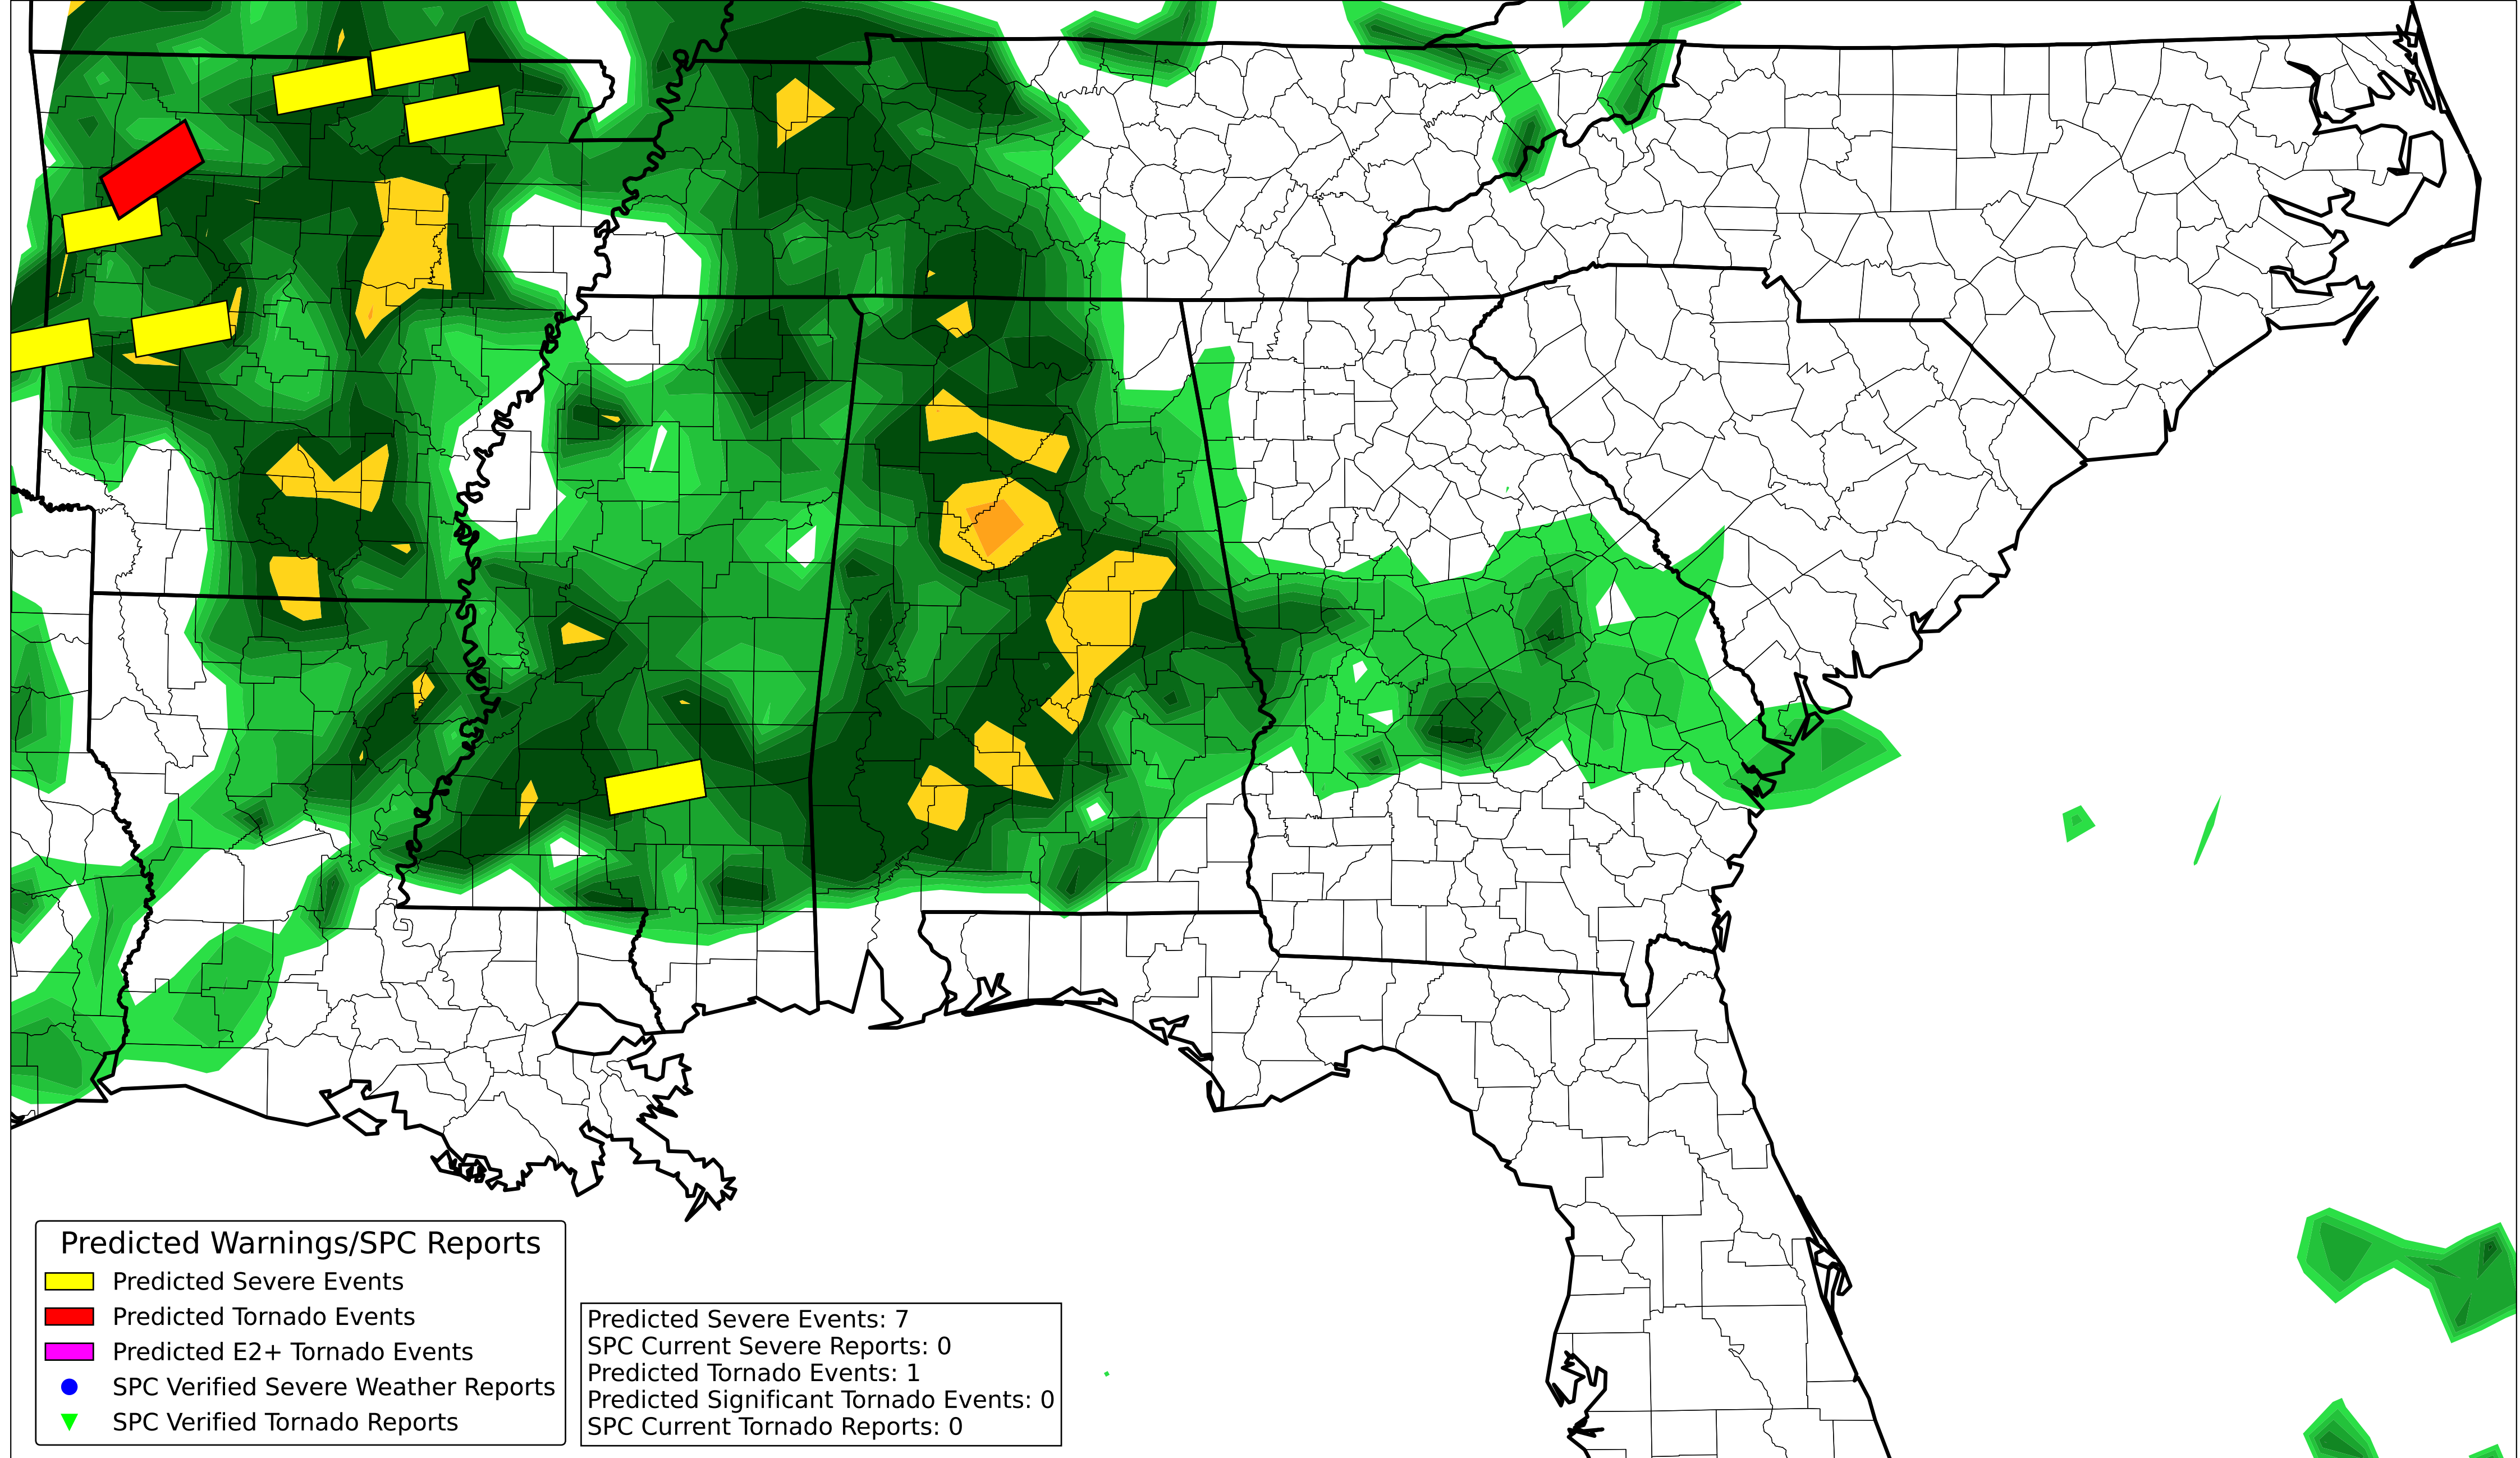 Predicted Warnings/SPC Reports
Predicted Severe Events
Predicted Tornado Events
Predicted E2+ Tornado Events
SPC Verified Severe Weather Reports
SPC Verified Tornado Reports
Predicted Severe Events: 7
SPC Current Severe Reports: 0
Predicted Tornado Events: 1
Predicted Significant Tornado Events: 0
SPC Current Tornado Reports: 0